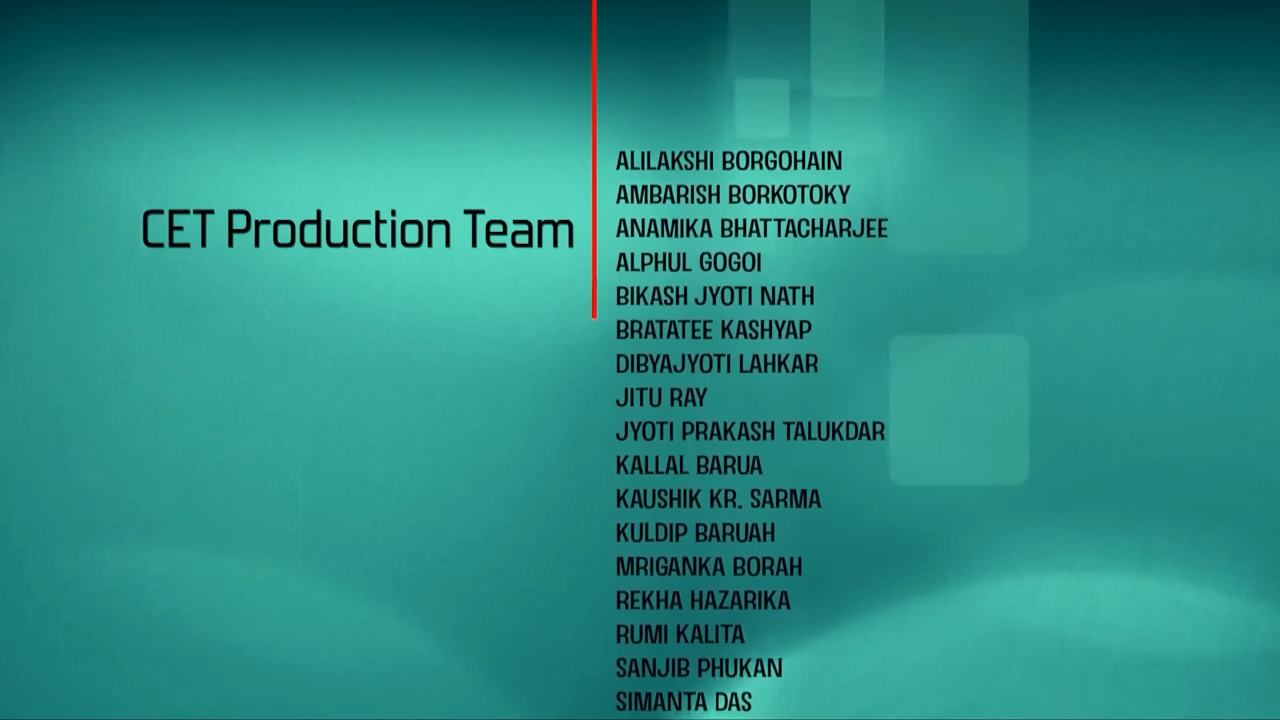 CET Production Team
ALILAKSHI BORGOHAIN
AMBARISH BORKOTOKY
ANAMIKA BHATTACHARJEE
ALPHUL GOGOI
BIKASH JYOTI NATH
BRATATEE KASHYAP
DIBYAJYOTI LAHKAR
JITU RAY
JYOTI PRAKASH TALUKDAR
KALLAL BARUA
KAUSHIK KR. SARMA
KULDIP BARUAH
MRIGANKA BORAH
REKHA HAZARIKA
RUMI KALITA
SANJIB PHUKAN
SIMANTA DAS